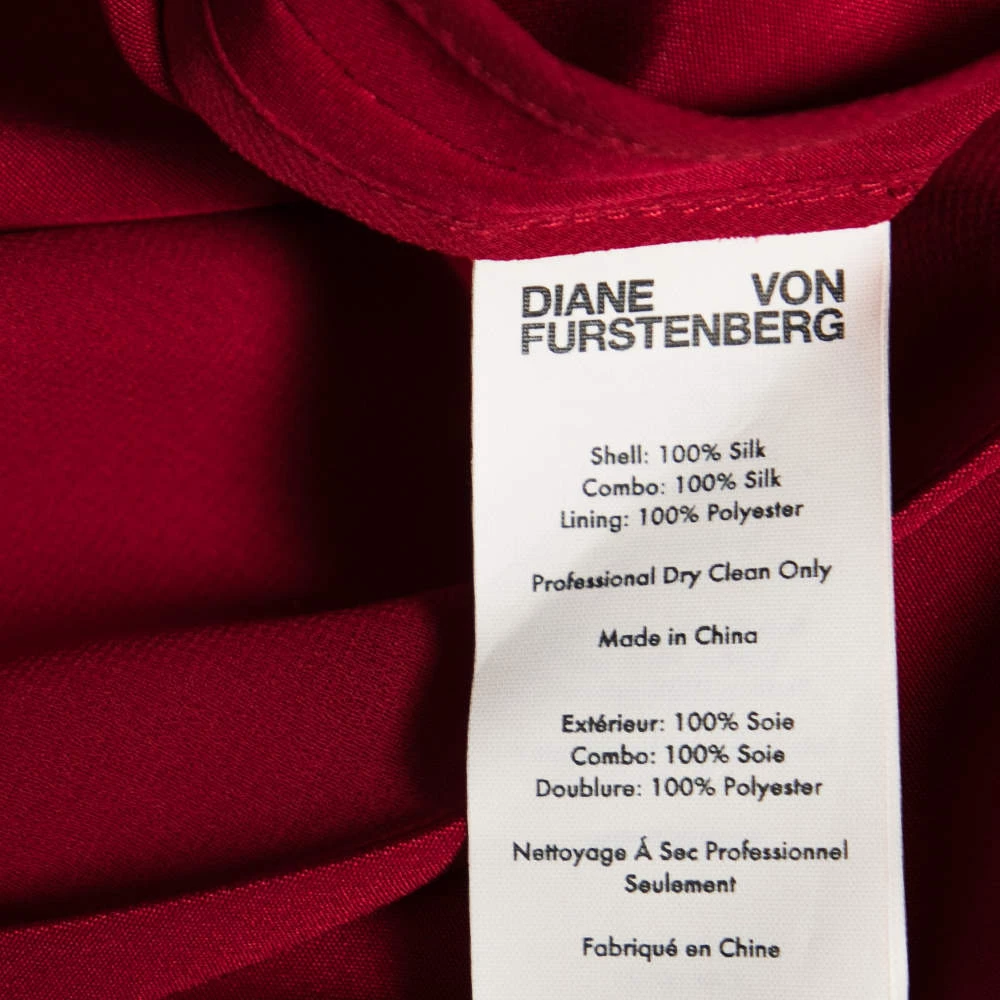 DIANE VON
FURSTENBERG
Shell: 100% Silk
Combo: 100% Silk
Lining: 100% Polyester
Professional Dry Clean Only
Made in China
Extérieur: 100% Soie
Combo: 100% Soie
Doublure: 100% Polyester
Nettoyage Á Sec Professionnel
Seulement
Fabriqué en Chine